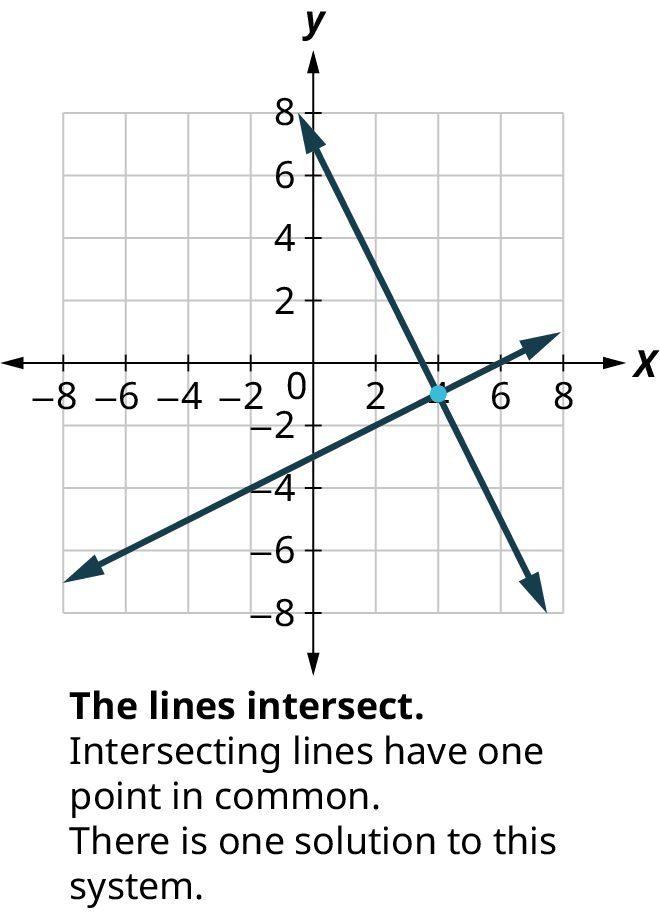 y
8
6
4
2
X
−8 −6 −4 −2 0 2 4 6 8
−2
−4
−6
−8
The lines intersect.
Intersecting lines have one
point in common.
There is one solution to this
system.